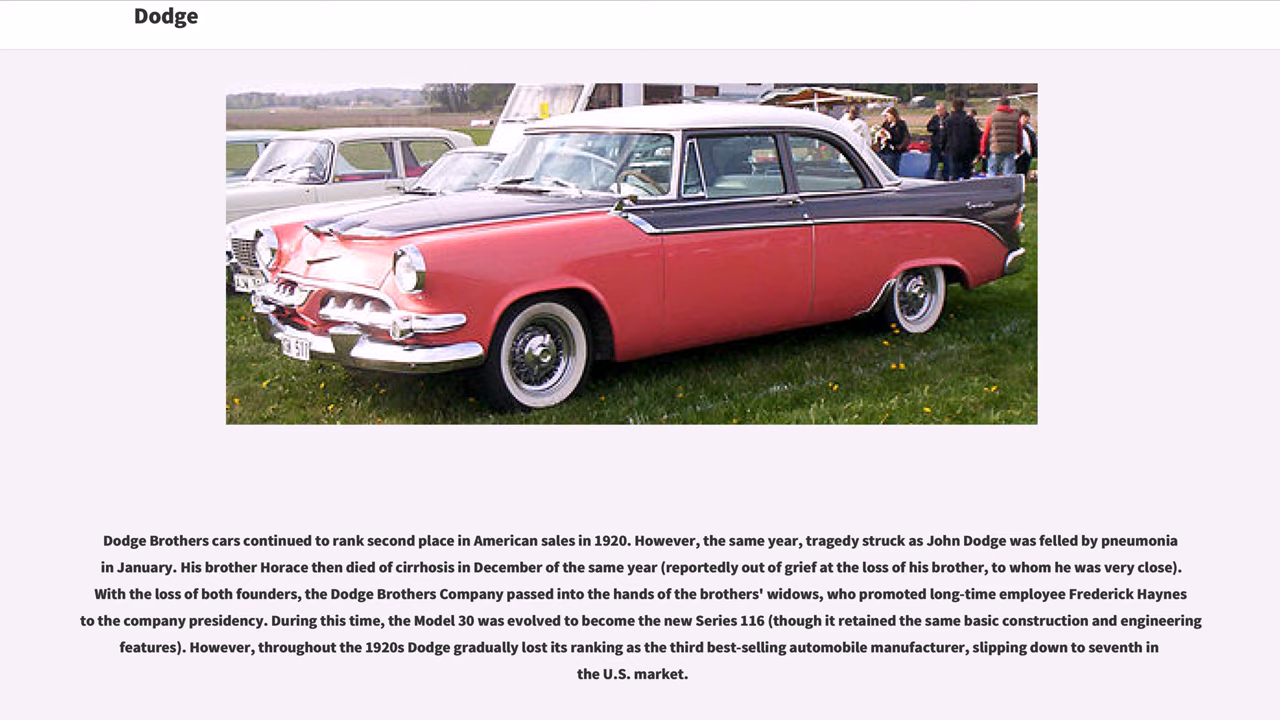 Dodge
Dodge Brothers cars continued to rank second place in American sales in 1920. However, the same year, tragedy struck as John Dodge was felled by pneumonia
in January. His brother Horace then died of cirrhosis in December of the same year (reportedly out of grief at the loss of his brother, to whom he was very close).
With the loss of both founders, the Dodge Brothers Company passed into the hands of the brothers' widows, who promoted long-time employee Frederick Haynes
to the company presidency. During this time, the Model 30 was evolved to become the new Series 116 (though it retained the same basic construction and engineering
features). However, throughout the 1920s Dodge gradually lost its ranking as the third best-selling automobile manufacturer, slipping down to seventh in
the U.S. market.